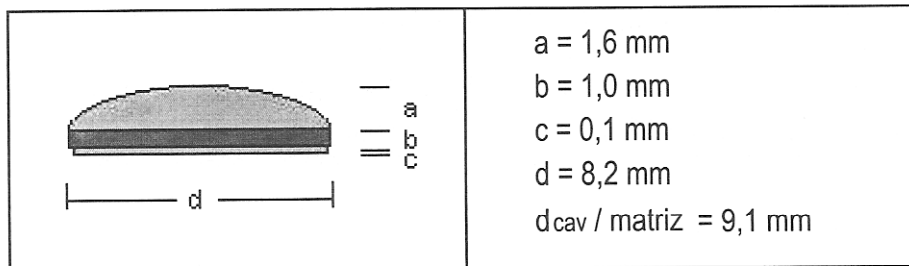 a
b
c
d
a = 1,6 mm
b = 1,0 mm
c = 0,1 mm
d = 8,2 mm
dcav / matriz = 9,1 mm